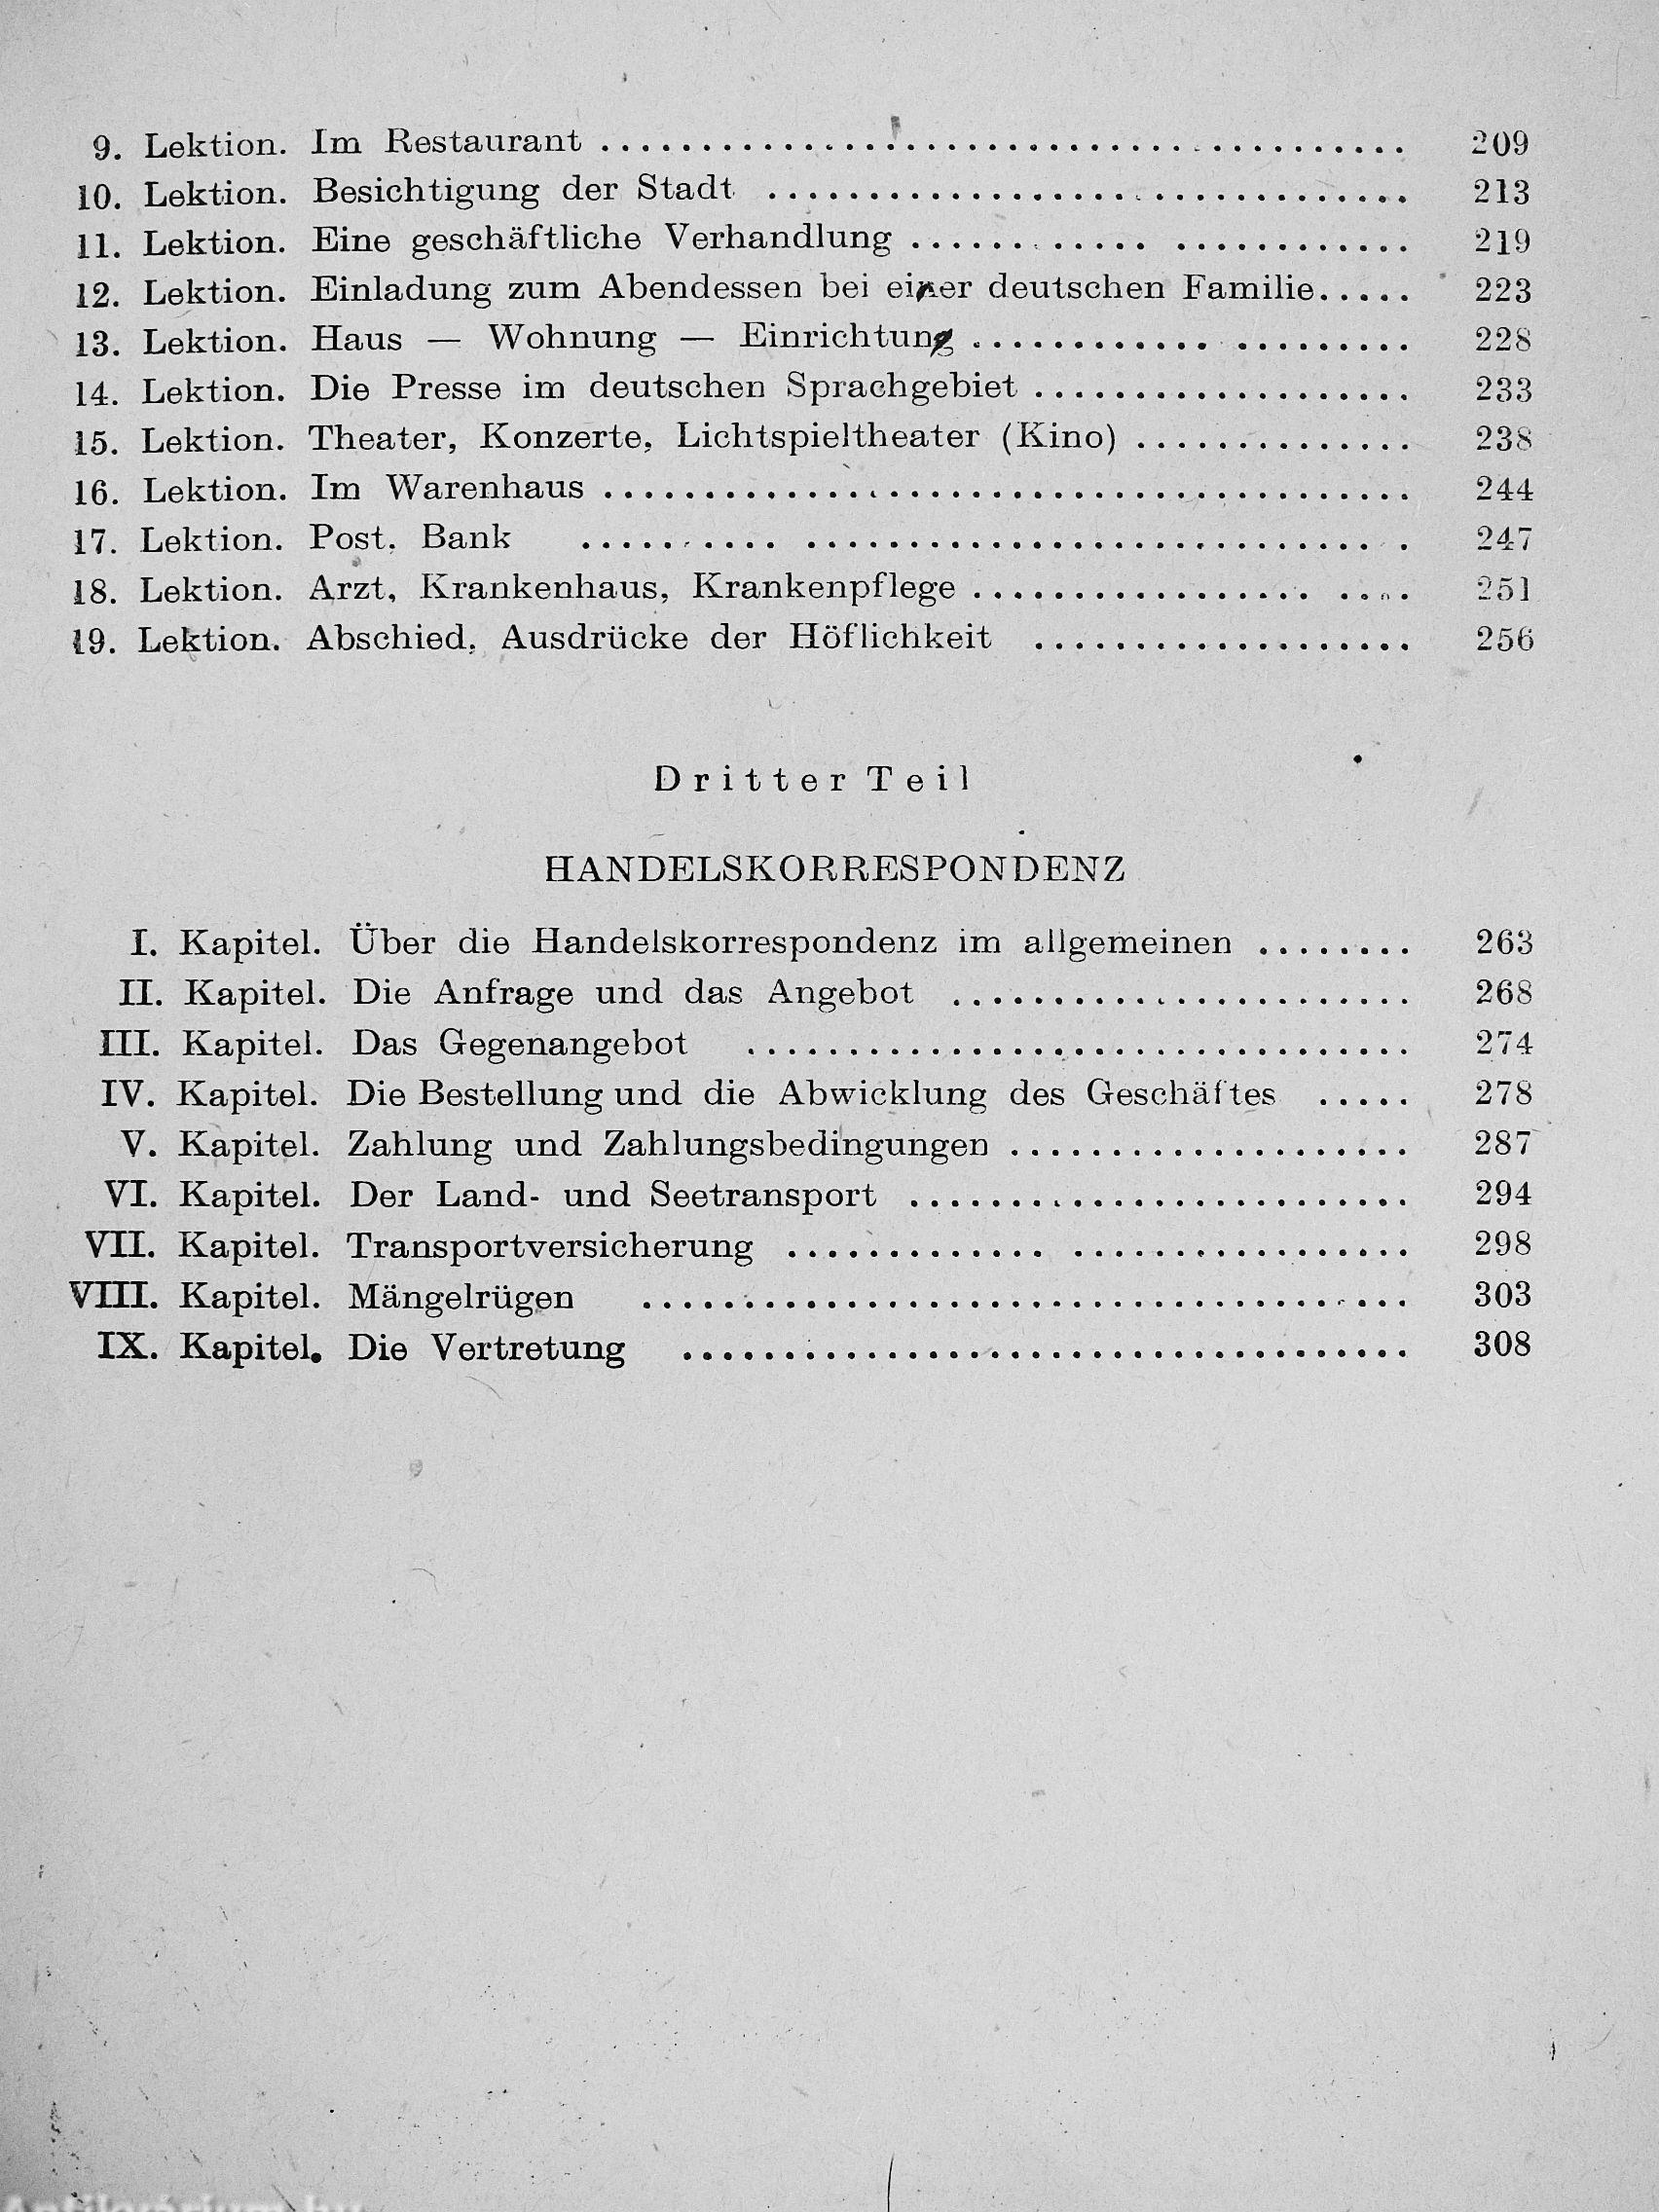 9. Lektion. Im Restaurant ........................................ 209
10. Lektion. Besichtigung der Stadt ................................ 213
11. Lektion. Eine geschäftliche Verhandlung ........................ 219
12. Lektion. Einladung zum Abendessen bei einer deutschen Familie..... 223
13. Lektion. Haus — Wohnung — Einrichtung ..................... 228
14. Lektion. Die Presse im deutschen Sprachgebiet ................... 233
15. Lektion. Theater, Konzerte, Lichtspieltheater (Kino) .............. 238
16. Lektion. Im Warenhaus ........................................ 244
17. Lektion. Post, Bank ........................................ 247
18. Lektion. Arzt, Krankenhaus, Krankenpflege ..................... 251
19. Lektion. Abschied, Ausdrücke der Höflichkeit ................... 256
Dritter Teil
HANDELSKORRESPONDENZ
I. Kapitel. Über die Handelskorrespondenz im allgemeinen ........ 263
II. Kapitel. Die Anfrage und das Angebot ....................... 268
III. Kapitel. Das Gegenangebot ................................. 274
IV. Kapitel. Die Bestellung und die Abwicklung des Geschäftes ..... 278
V. Kapitel. Zahlung und Zahlungsbedingungen .................... 287
VI. Kapitel. Der Land- und Seetransport ......................... 294
VII. Kapitel. Transportversicherung .............................. 298
VIII. Kapitel. Mängelrügen ...................................... 303
IX. Kapitel. Die Vertretung .................................... 308